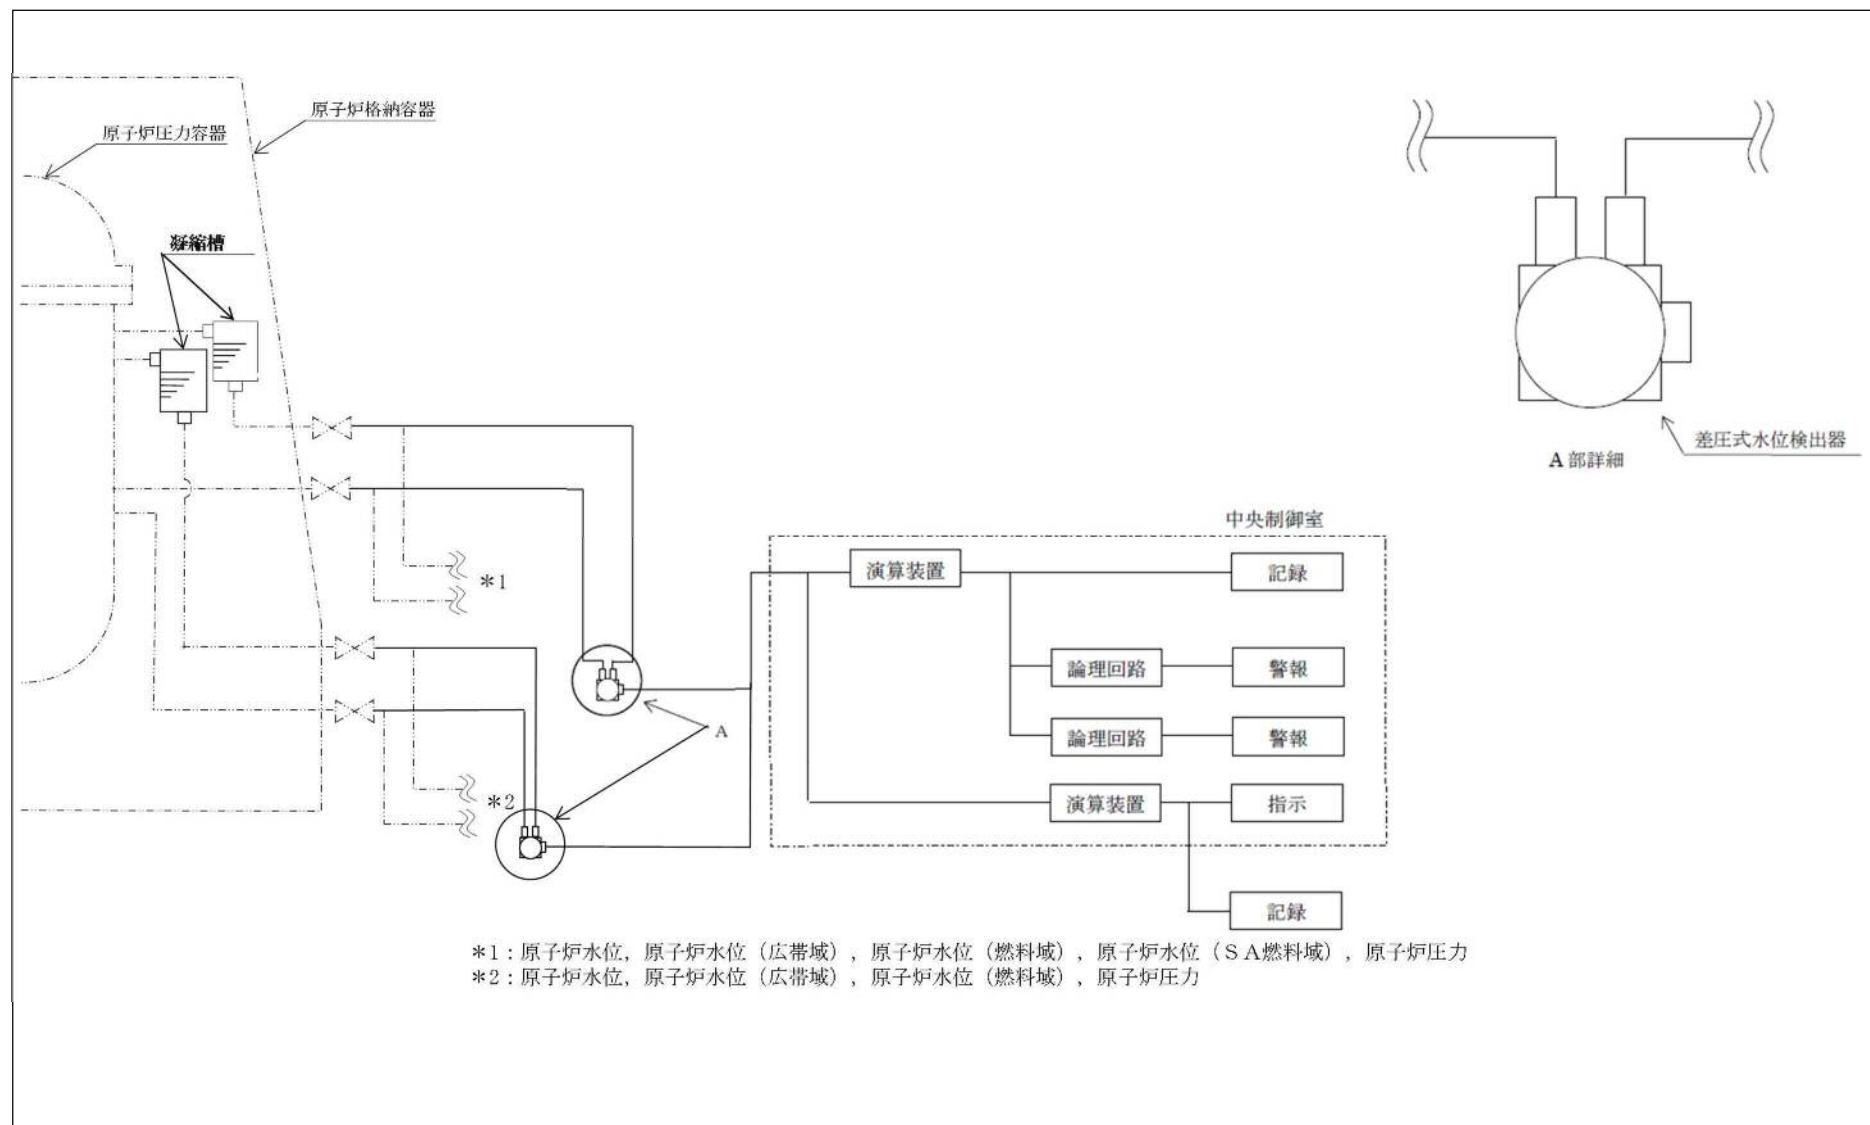 原子炉格納容器
原子炉圧力容器
凝縮槽
差圧式水位検出器
A部詳細
中央制御室
演算装置
記録
*1
論理回路
警報
A
論理回路
警報
*2
演算装置
指示
記録
*1:原子炉水位,原子炉水位(広帯域),原子炉水位(燃料域),原子炉水位(SA燃料域),原子炉圧力
*2:原子炉水位,原子炉水位(広帯域),原子炉水位(燃料域),原子炉圧力